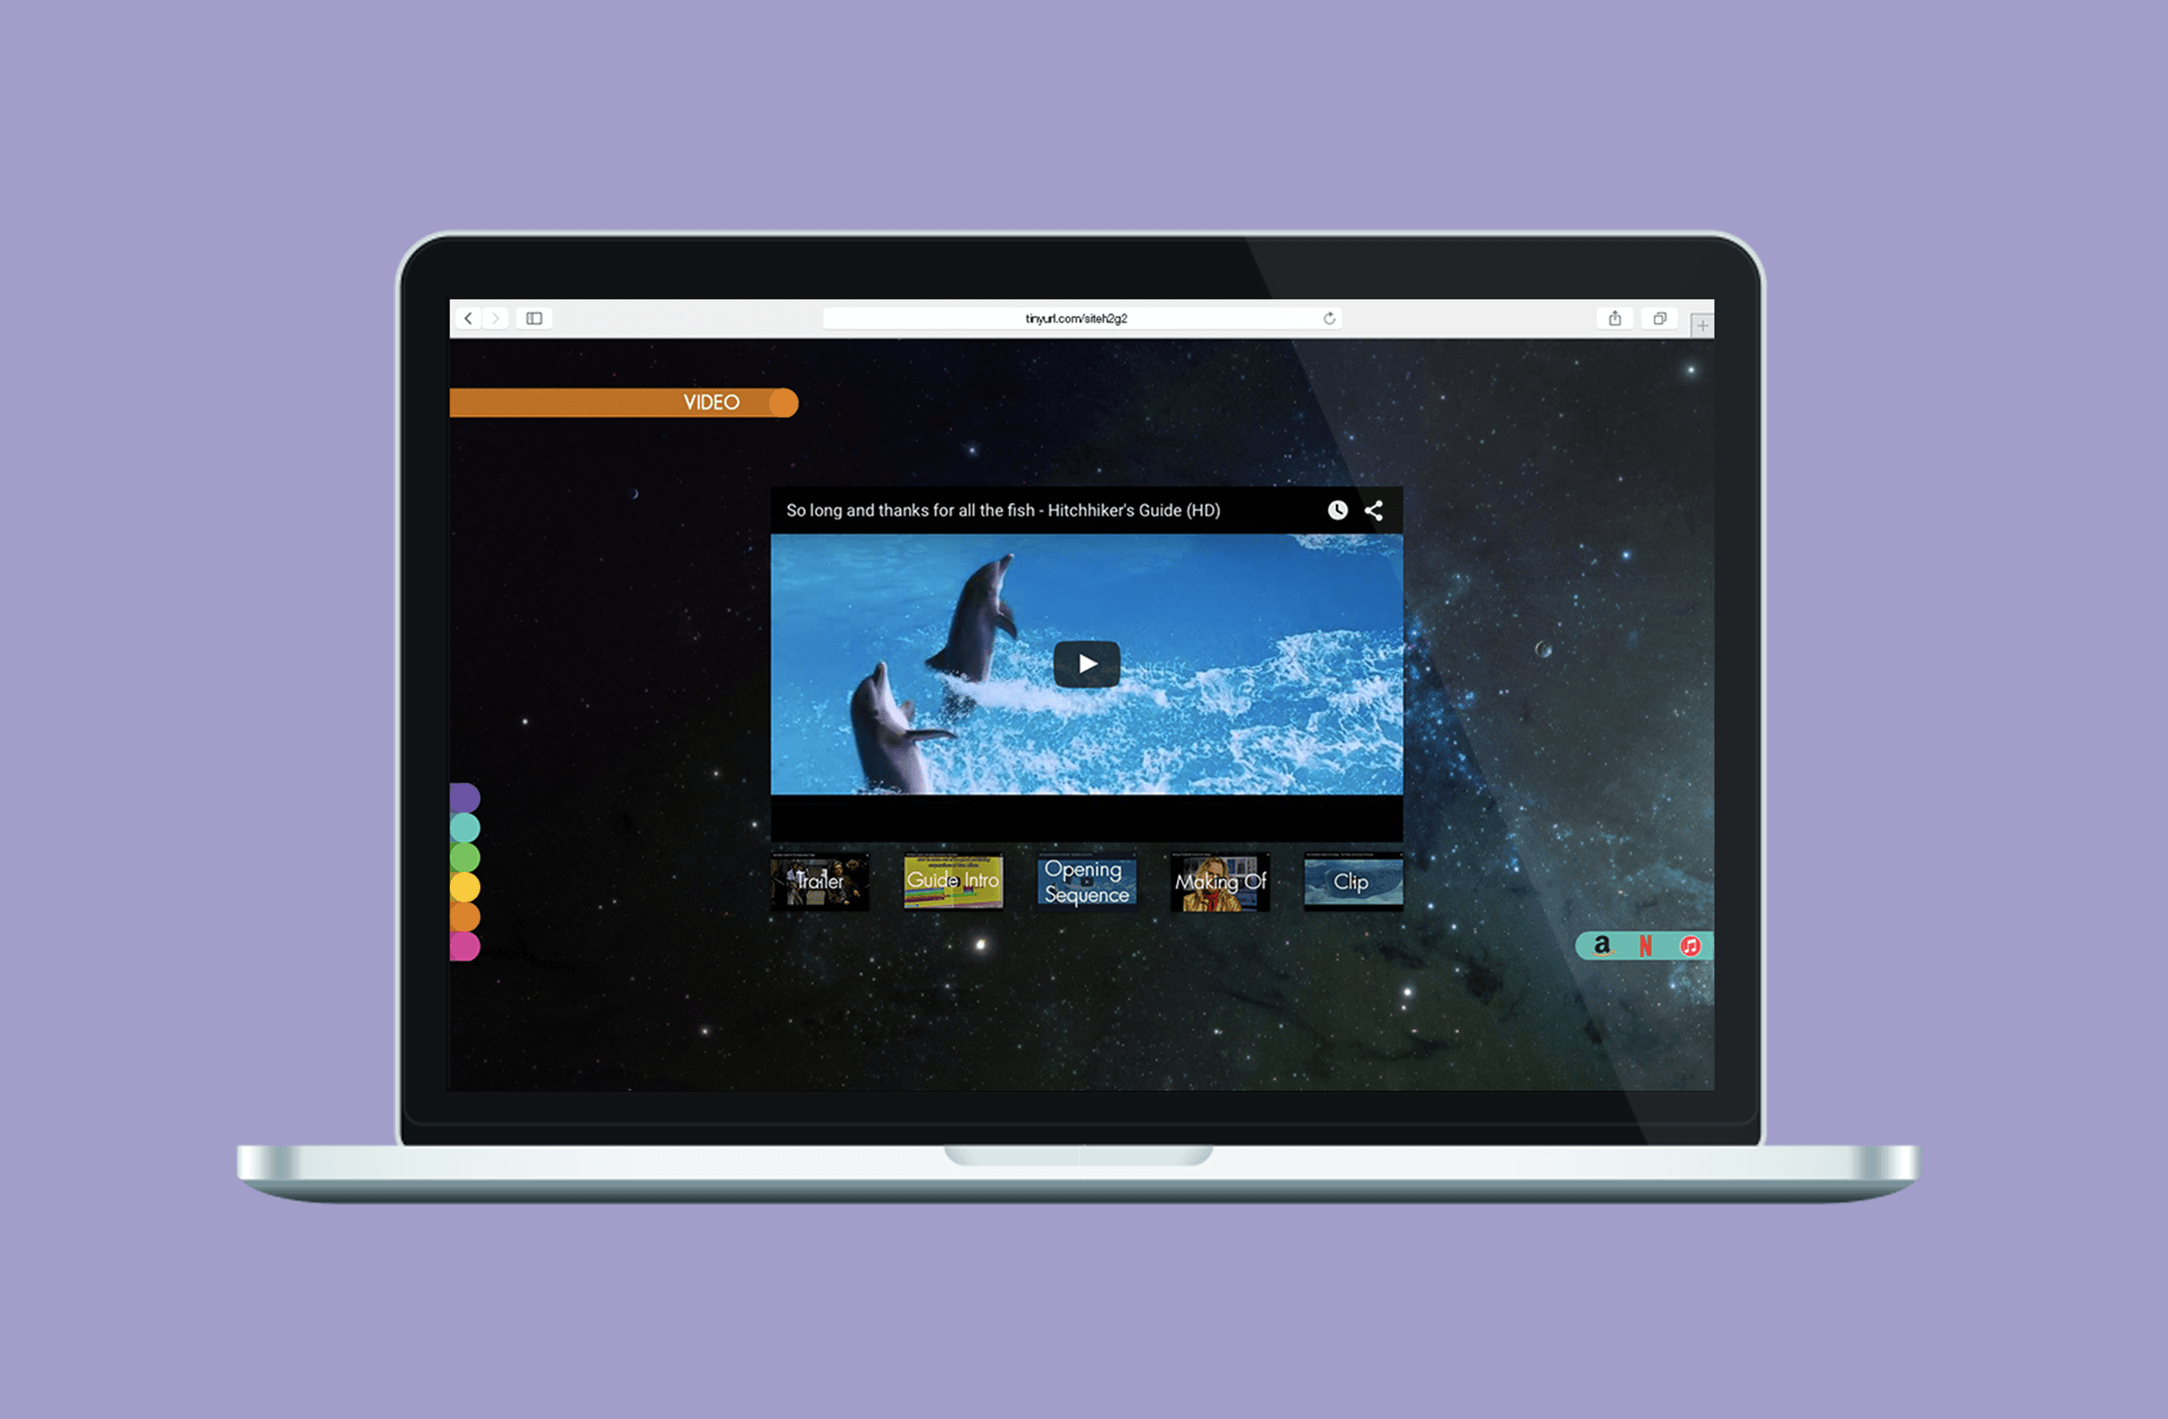 tinyurl.com/siteh2g2
VIDEO
So long and thanks for all the fish - Hitchhiker's Guide (HD)
Trailer
Guide Intro
Opening
Sequence
Making Of
Clip
a
N